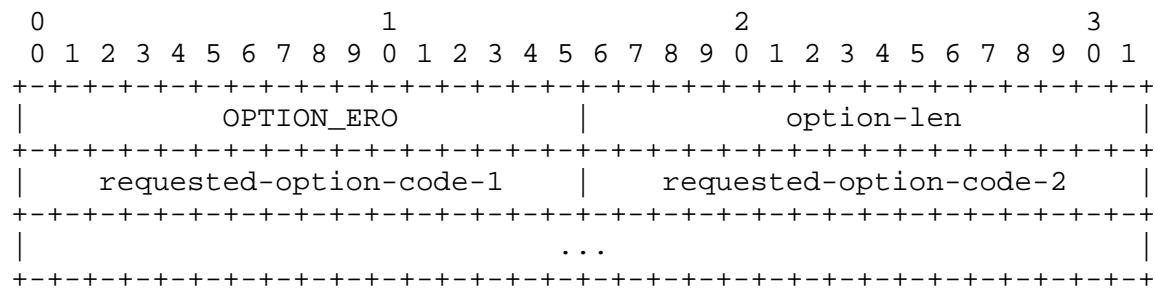 0                   1                   2                   3
 0 1 2 3 4 5 6 7 8 9 0 1 2 3 4 5 6 7 8 9 0 1 2 3 4 5 6 7 8 9 0 1
+-+-+-+-+-+-+-+-+-+-+-+-+-+-+-+-+-+-+-+-+-+-+-+-+-+-+-+-+-+-+-+-+
|           OPTION_ERO          |           option-len          |
+-+-+-+-+-+-+-+-+-+-+-+-+-+-+-+-+-+-+-+-+-+-+-+-+-+-+-+-+-+-+-+-+
|    requested-option-code-1    |    requested-option-code-2    |
+-+-+-+-+-+-+-+-+-+-+-+-+-+-+-+-+-+-+-+-+-+-+-+-+-+-+-+-+-+-+-+-+
|                              ...                              |
+-+-+-+-+-+-+-+-+-+-+-+-+-+-+-+-+-+-+-+-+-+-+-+-+-+-+-+-+-+-+-+-+